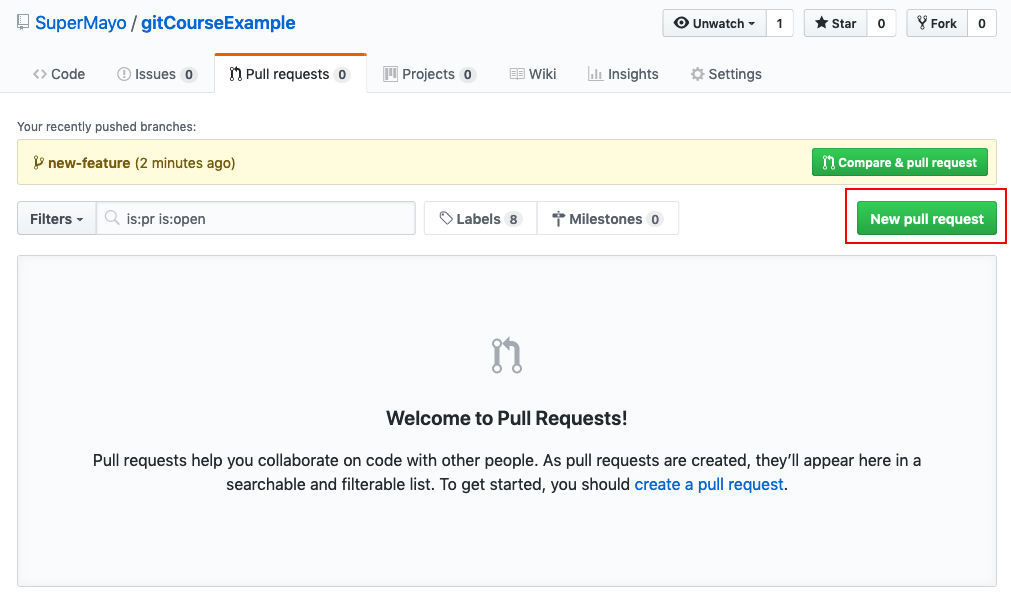 SuperMayo / gitCourseExample
Unwatch 1 Star 0 Fork 0
Code Issues 0 Pull requests 0 Projects 0 Wiki Insights Settings
Your recently pushed branches:
new-feature (2 minutes ago) Compare & pull request
Filters is:pr is:open Labels 8 Milestones 0 New pull request
Welcome to Pull Requests!
Pull requests help you collaborate on code with other people. As pull requests are created, they’ll appear here in a
searchable and filterable list. To get started, you should create a pull request.